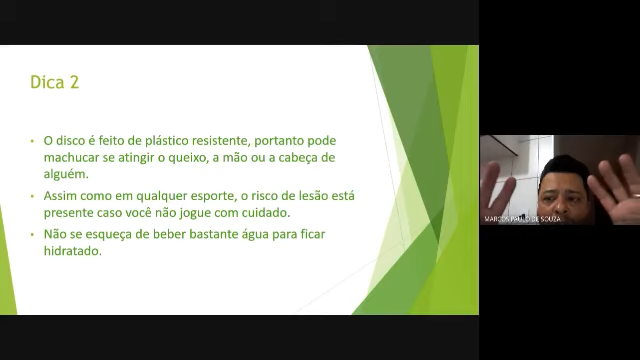 Dica 2
O disco é feito de plástico resistente, portanto pode
machucar se atingir o queixo, a mão ou a cabeça de
alguém.
Assim como em qualquer esporte, o risco de lesão está
presente caso você não jogue com cuidado.
Não se esqueça de beber bastante água para ficar
hidratado.
MARCOS PAULO DE SOUZA